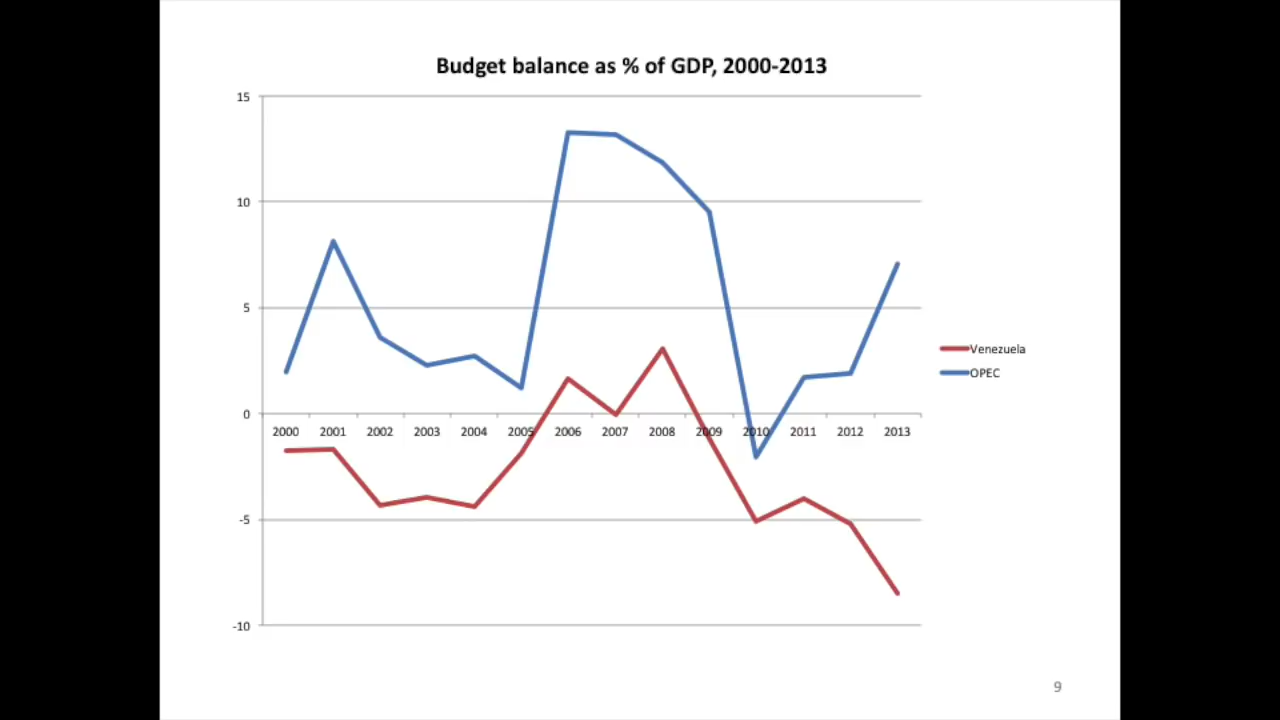 Budget balance as % of GDP, 2000-2013
15
10
5
0
2000 2001 2002 2003 2004 2005 2006 2007 2008 2009 2010 2011 2012 2013
-5
-10
Venezuela
OPEC
9